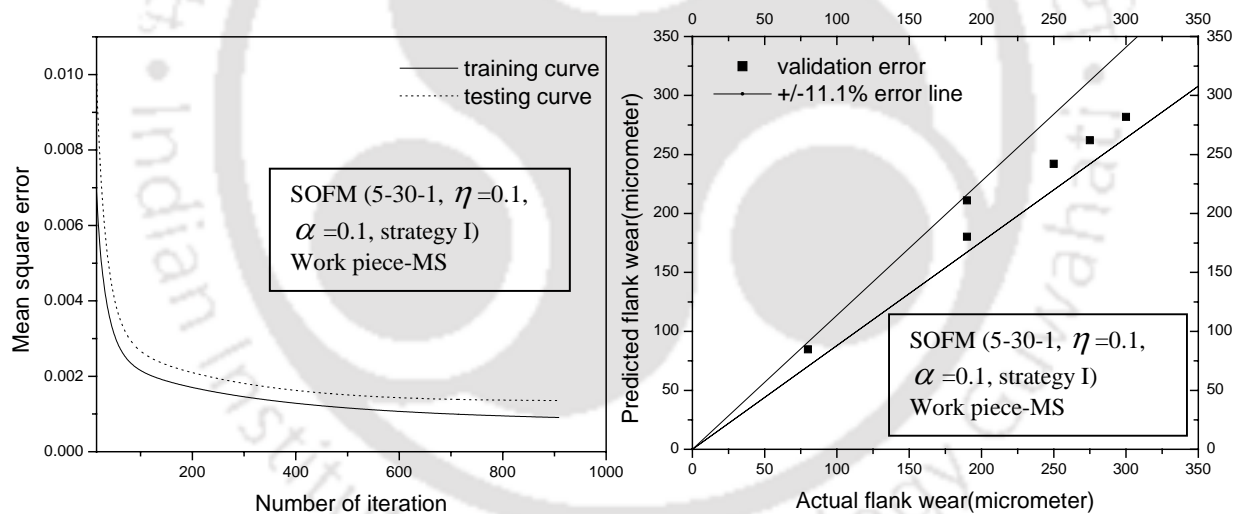 0.010
0.008
0.006
0.004
0.002
0.000
Mean square error
training curve
testing curve
SOFM (5-30-1, η =0.1,
α =0.1, strategy I)
Work piece-MS
200 400 600 800 1000
Number of iteration
0 50 100 150 200 250 300 350
350
300
250
200
150
100
50
0
Predicted flank wear(micrometer)
validation error
+/-11.1% error line
SOFM (5-30-1, η =0.1,
α =0.1, strategy I)
Work piece-MS
350
300
250
200
150
100
50
0
0 50 100 150 200 250 300 350
Actual flank wear(micrometer)
Indian Institu
Guwahati